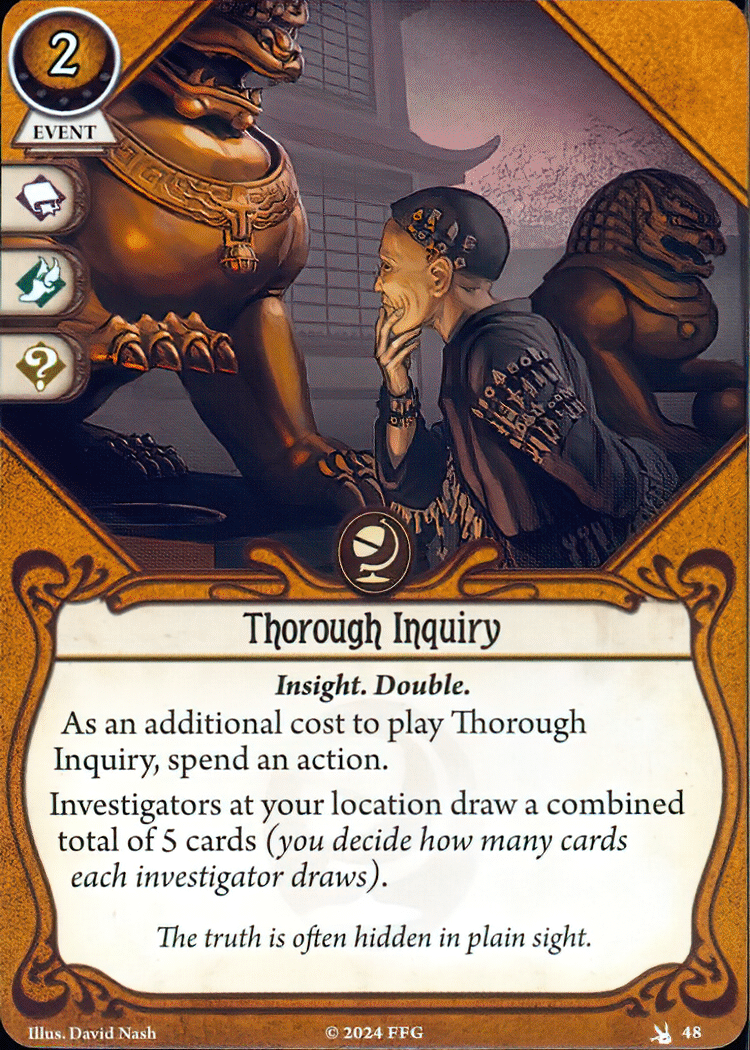 2
EVENT
Thorough Inquiry
Insight. Double.
As an additional cost to play Thorough
Inquiry, spend an action.
Investigators at your location draw a combined
total of 5 cards (you decide how many cards
each investigator draws).
The truth is often hidden in plain sight.
Illus. David Nash
© 2024 FFG
48